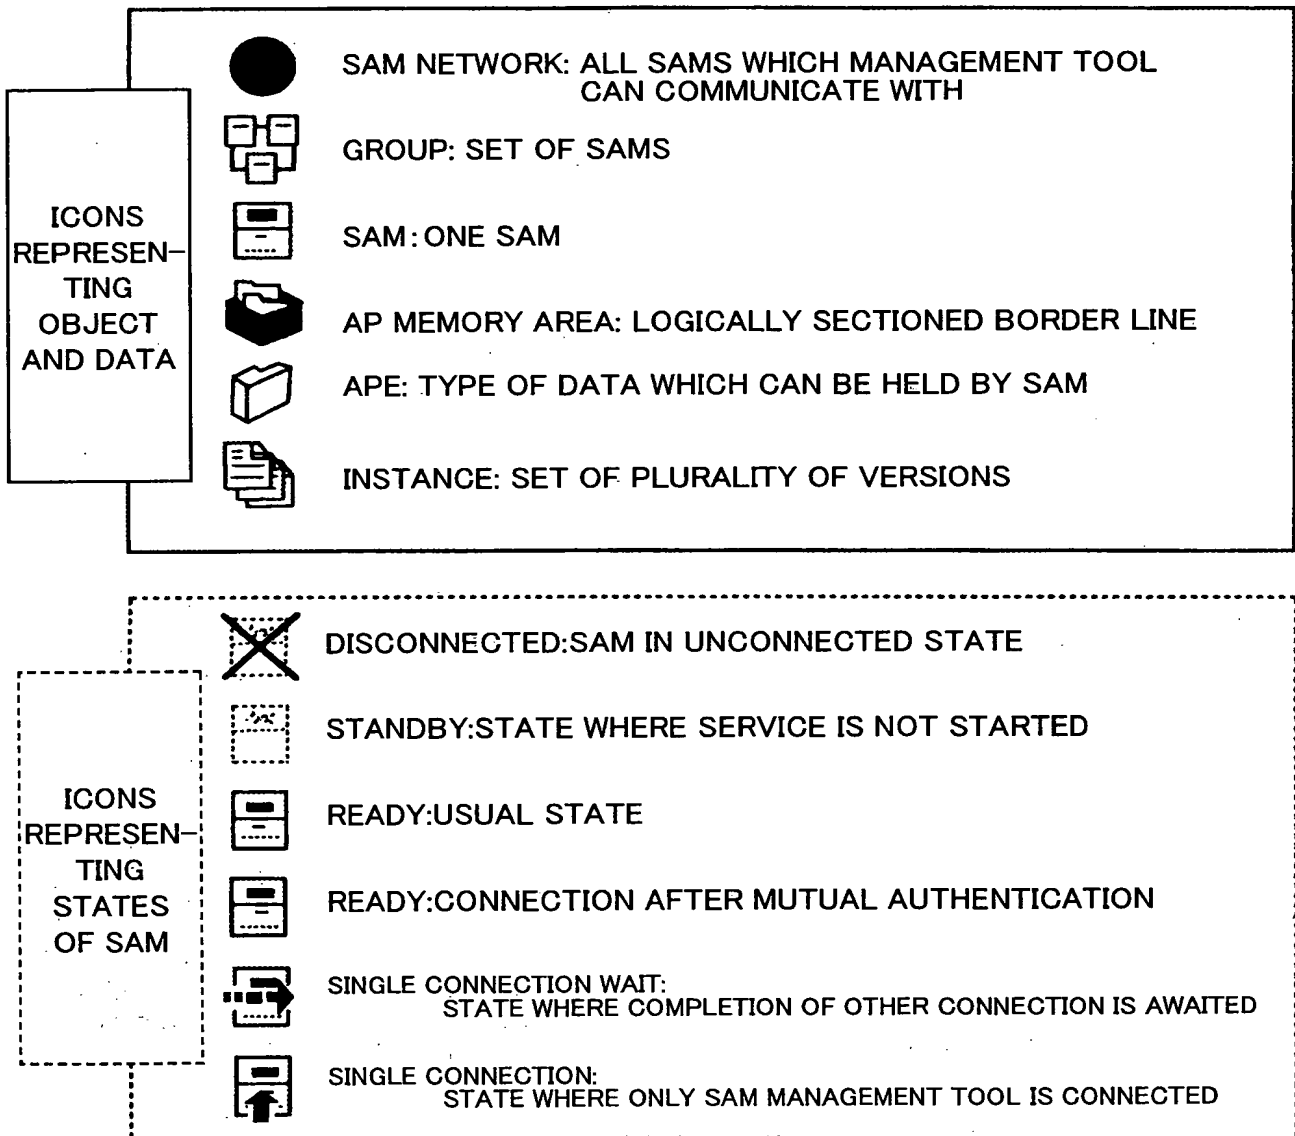 SAM NETWORK: ALL SAMS WHICH MANAGEMENT TOOL
CAN COMMUNICATE WITH
GROUP: SET OF SAMS
ICONS
REPRESEN-
TING
OBJECT
AND DATA
SAM: ONE SAM
AP MEMORY AREA: LOGICALLY SECTIONED BORDER LINE
APE: TYPE OF DATA WHICH CAN BE HELD BY SAM
INSTANCE: SET OF PLURALITY OF VERSIONS
DISCONNECTED:SAM IN UNCONNECTED STATE
STANDBY:STATE WHERE SERVICE IS NOT STARTED
ICONS
REPRESEN-
TING
STATES
OF SAM
READY:USUAL STATE
READY:CONNECTION AFTER MUTUAL AUTHENTICATION
SINGLE CONNECTION WAIT:
STATE WHERE COMPLETION OF OTHER CONNECTION IS AWAITED
SINGLE CONNECTION:
STATE WHERE ONLY SAM MANAGEMENT TOOL IS CONNECTED